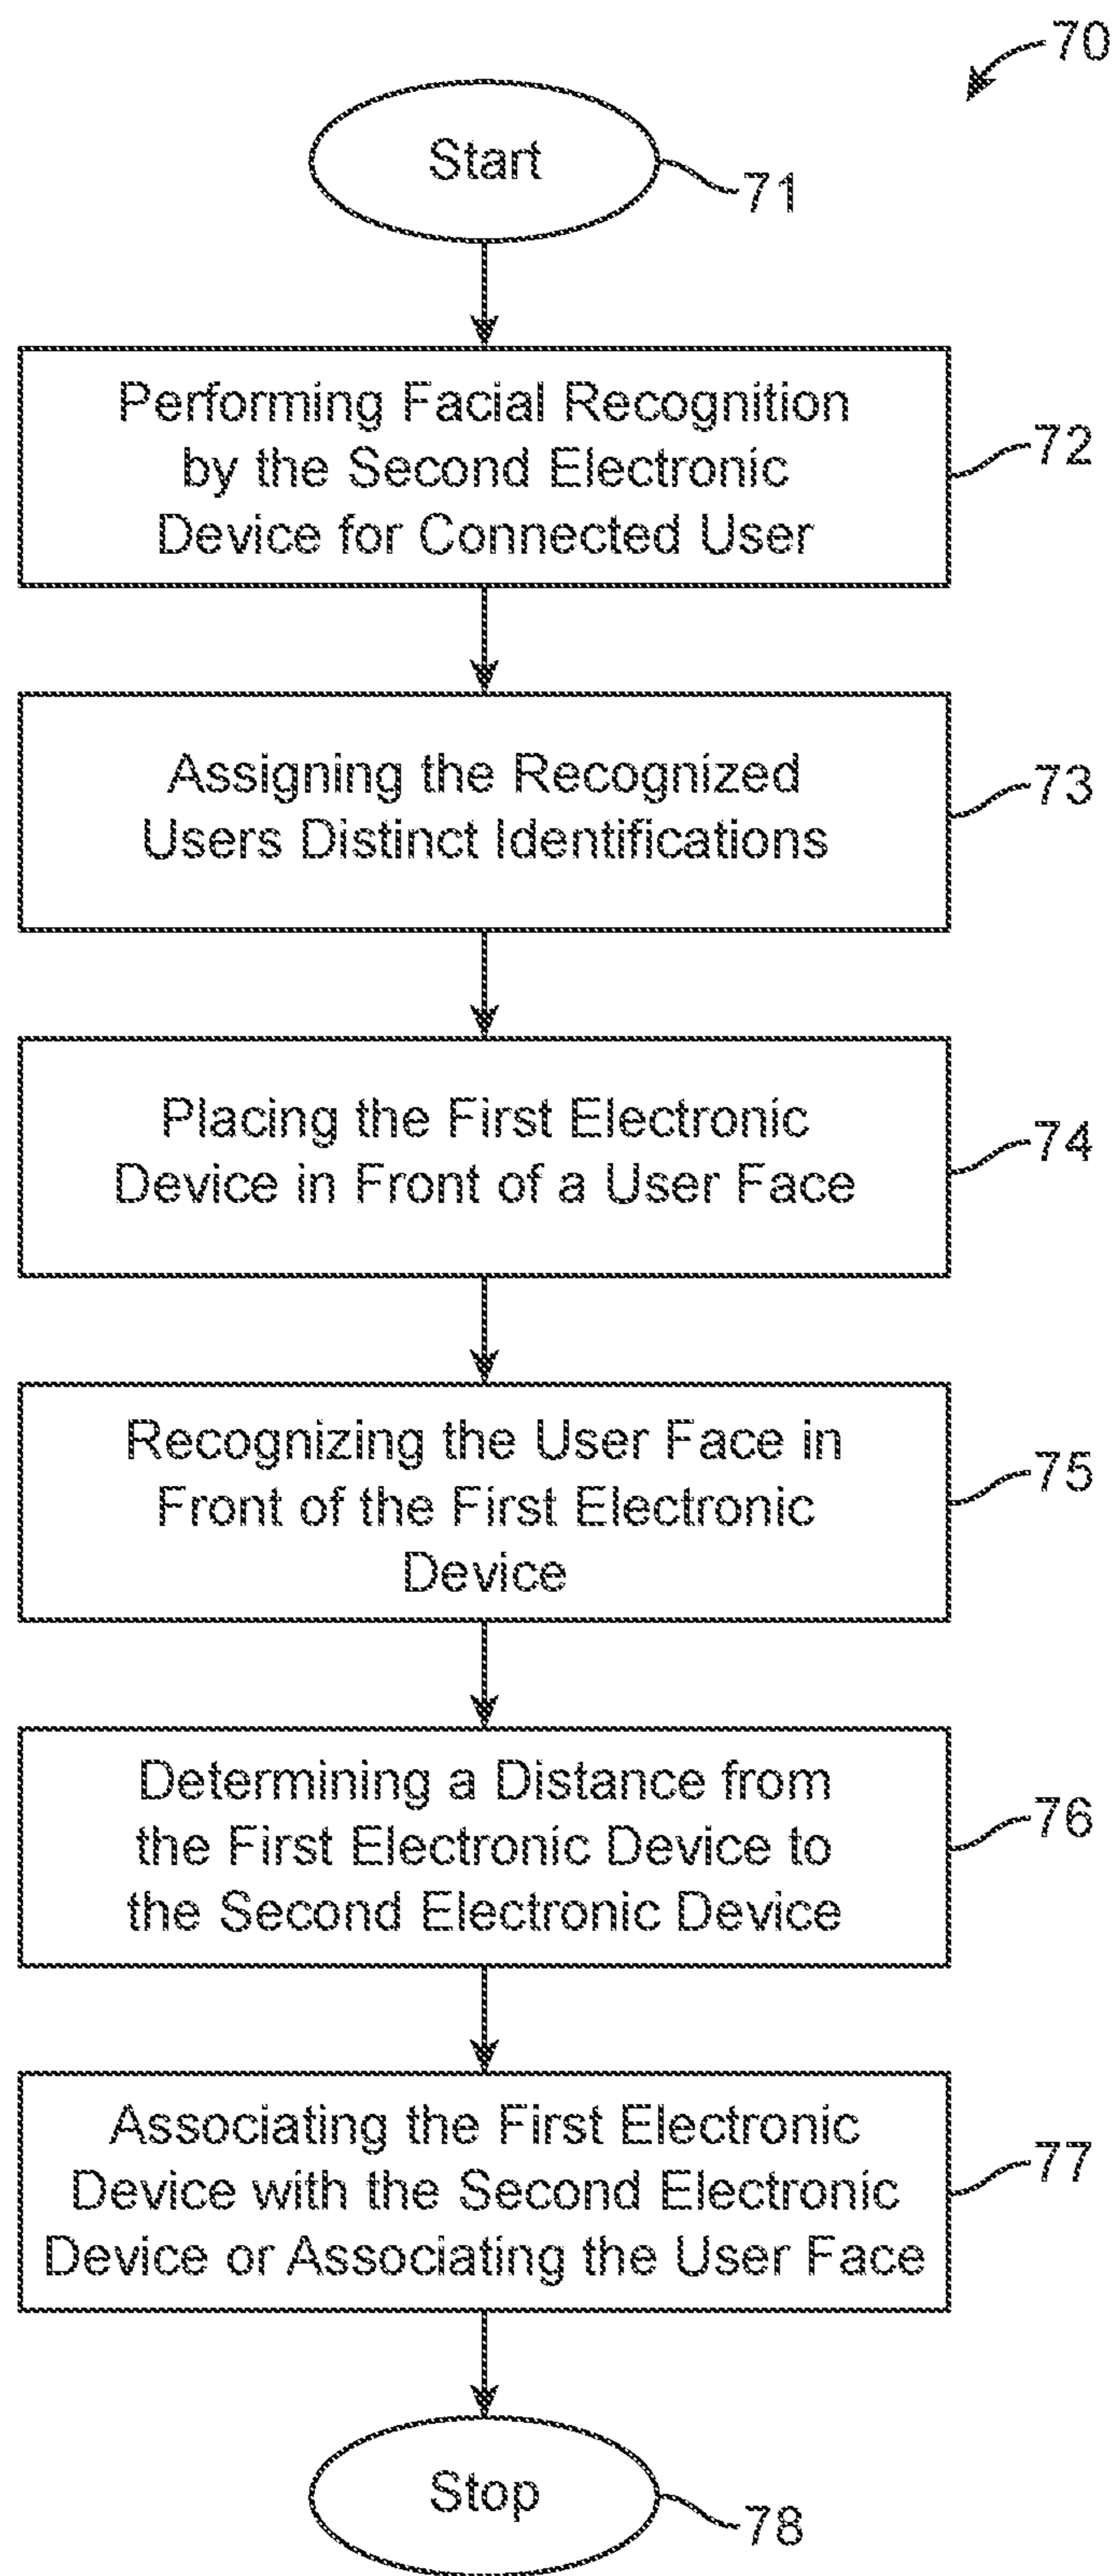 70
Start
71
Performing Facial Recognition
by the Second Electronic
Device for Connected User
72
Assigning the Recognized
Users Distinct Identifications
73
Placing the First Electronic
Device in Front of a User Face
74
Recognizing the User Face in
Front of the First Electronic
Device
75
Determining a Distance from
the First Electronic Device to
the Second Electronic Device
76
Associating the First Electronic
Device with the Second Electronic
Device or Associating the User Face
77
Stop
78